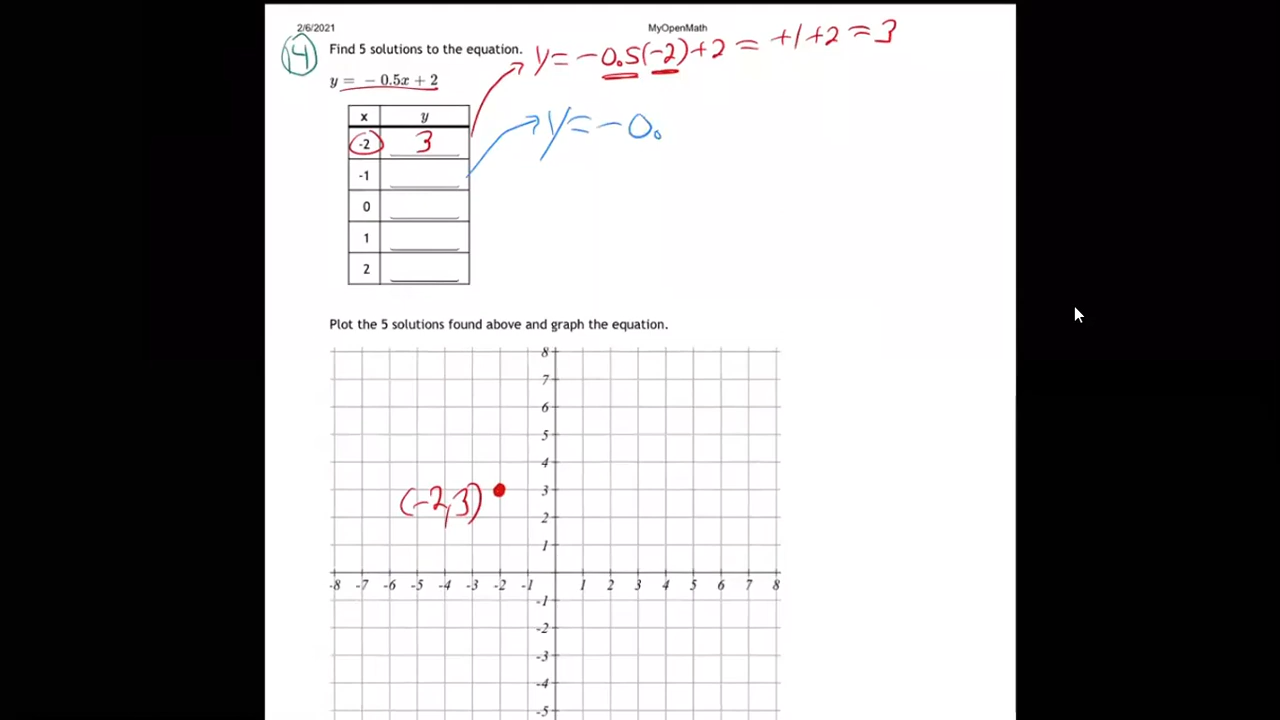 2/6/2021 MyOpenMath
14 Find 5 solutions to the equation. y = -0.5(-2)+2 = +1+2 = 3
y = - 0.5x + 2
x y
-2 3
y = -0.
-1
0
1
2
Plot the 5 solutions found above and graph the equation.
8
7
6
5
4
(-2,3) 3
2
1
-8 -7 -6 -5 -4 -3 -2 -1 1 2 3 4 5 6 7 8
-1
-2
-3
-4
-5